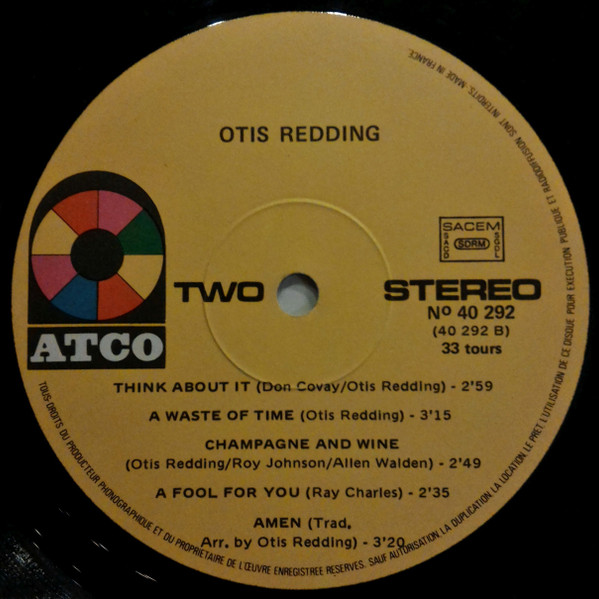 OTIS REDDING
ATCO
TWO
STEREO
SACEM
SACD
SDRM
SGDL
Nº 40 292
(40 292 B)
33 tours
THINK ABOUT IT (Don Covay/Otis Redding) - 2'59
A WASTE OF TIME (Otis Redding) - 3'15
CHAMPAGNE AND WINE
(Otis Redding/Roy Johnson/Allen Walden) - 2'49
A FOOL FOR YOU (Ray Charles) - 2'35
AMEN (Trad.
Arr. by Otis Redding) - 3'20
TOUS DROITS DU PRODUCTEUR PHONOGRAPHIQUE ET DU PROPRIETAIRE DE L'ŒUVRE ENREGISTREE RESERVES. SAUF AUTORISATION, LA DUPLICATION, LA LOCATION, LE PRET, L'UTILISATION DE CE DISQUE POUR EXECUTION PUBLIQUE ET RADIODIFFUSION SONT INTERDITS. MADE IN FRANCE.